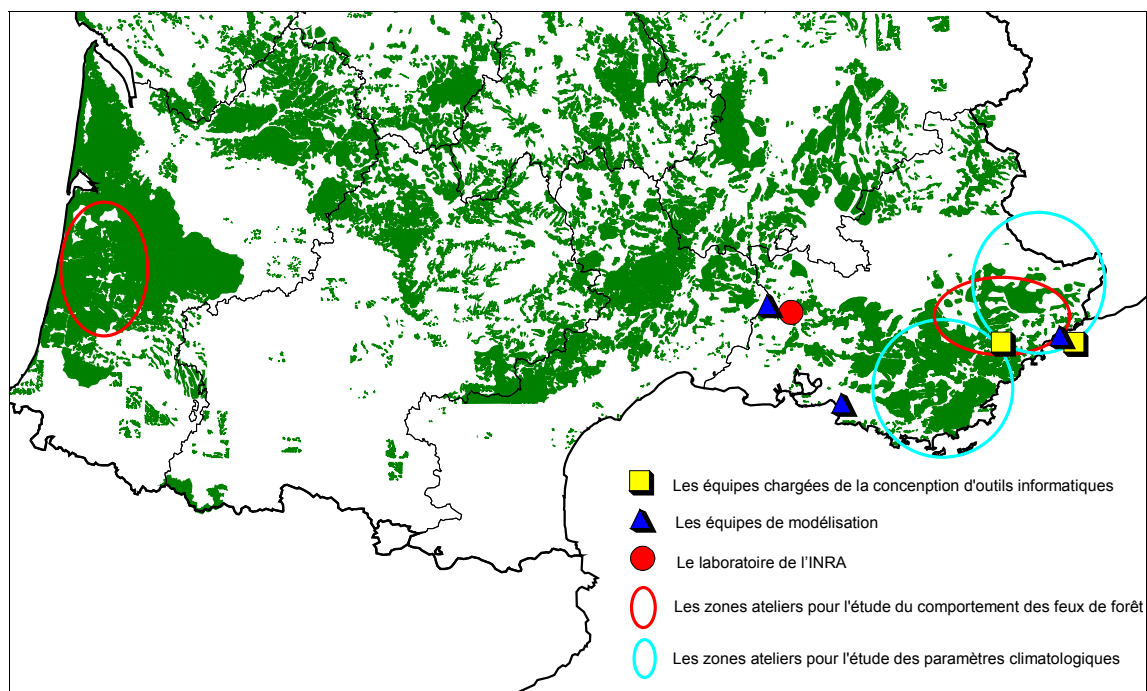 Les équipes chargées de la concenption d'outils informatiques
Les équipes de modélisation
Le laboratoire de l'INRA
Les zones ateliers pour l'étude du comportement des feux de forêt
Les zones ateliers pour l'étude des paramètres climatologiques